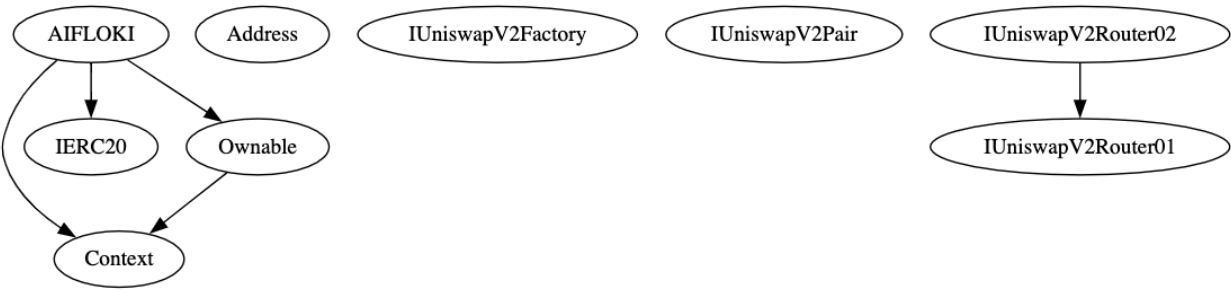 AIFLOKI
Address
IUniswapV2Factory
IUniswapV2Pair
IUniswapV2Router02
IERC20
Ownable
IUniswapV2Router01
Context